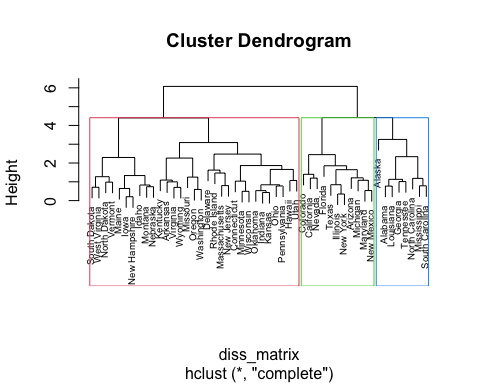 Cluster Dendrogram
Height
6
4
2
0
South Dakota
West Virginia
North Dakota
Vermont
Maine
Iowa
New Hampshire
Idaho
Montana
Nebraska
Kentucky
Arkansas
Virginia
Wyoming
Missouri
Oregon
Washington
Delaware
Rhode Island
Massachusetts
New Jersey
Connecticut
Minnesota
Wisconsin
Oklahoma
Indiana
Kansas
Ohio
Pennsylvania
Hawaii
Utah
Colorado
California
Nevada
Florida
Texas
Illinois
New York
Arizona
Michigan
Maryland
New Mexico
Alaska
Alabama
Louisiana
Georgia
Tennessee
North Carolina
Mississippi
South Carolina
diss_matrix
hclust (*, "complete")